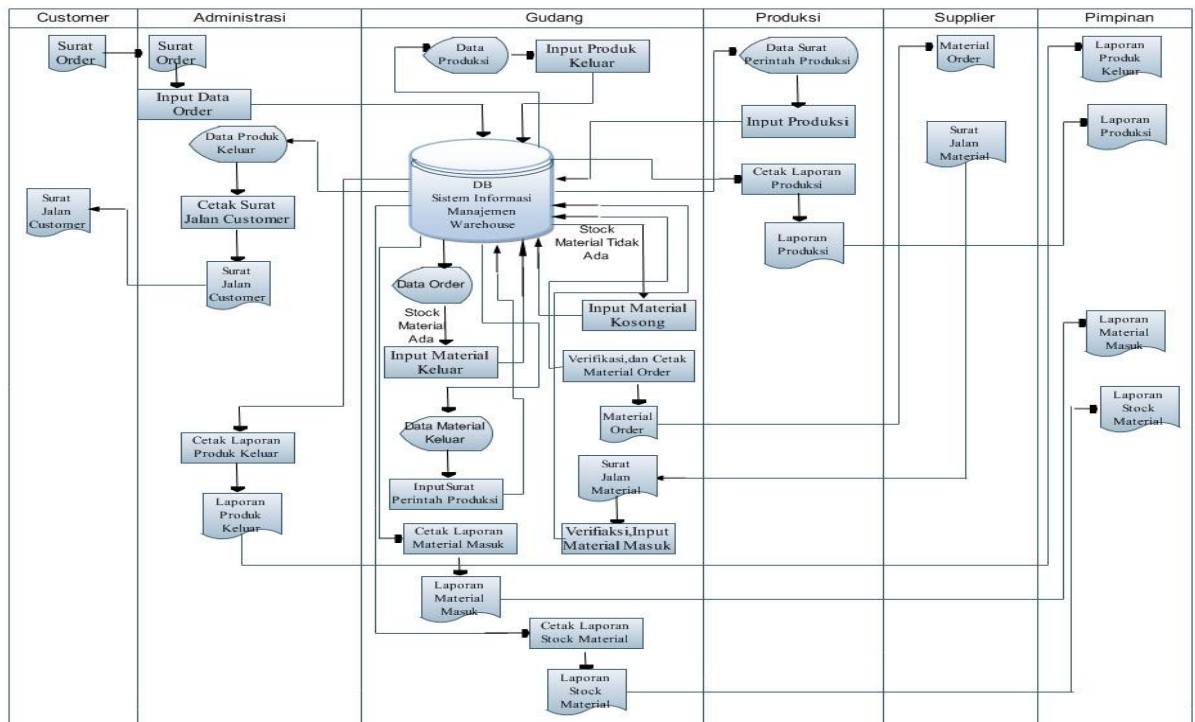 Customer
Administrasi
Gudang
Produksi
Supplier
Pimpinan
Surat
Order
Surat
Order
Input Data
Order
Data Produk
Keluar
Cetak Surat
Jalan Customer
Surat
Jalan
Customer
Surat
Jalan
Customer
Cetak Laporan
Produk Keluar
Laporan
Produk
Keluar
Data
Produksi
Input Produk
Keluar
DB
Sistem Informasi
Manajemen
Warehouse
Stock
Material Tidak
Ada
Data Order
Stock
Material
Ada
Input Material
Keluar
Input Material
Kosong
Verifikasi,dan Cetak
Material Order
Material
Order
Data Material
Keluar
InputSurat
Perintah Produksi
Surat
Jalan
Material
Verifiaksi,Input
Material Masuk
Cetak Laporan
Material Masuk
Laporan
Material
Masuk
Cetak Laporan
Stock Material
Laporan
Stock
Material
Data Surat
Perintah Produksi
Input Produksi
Cetak Laporan
Produksi
Laporan
Produksi
Material
Order
Surat
Jalan
Material
Laporan
Produk
Keluar
Laporan
Produksi
Laporan
Material
Masuk
Laporan
Stock
Material